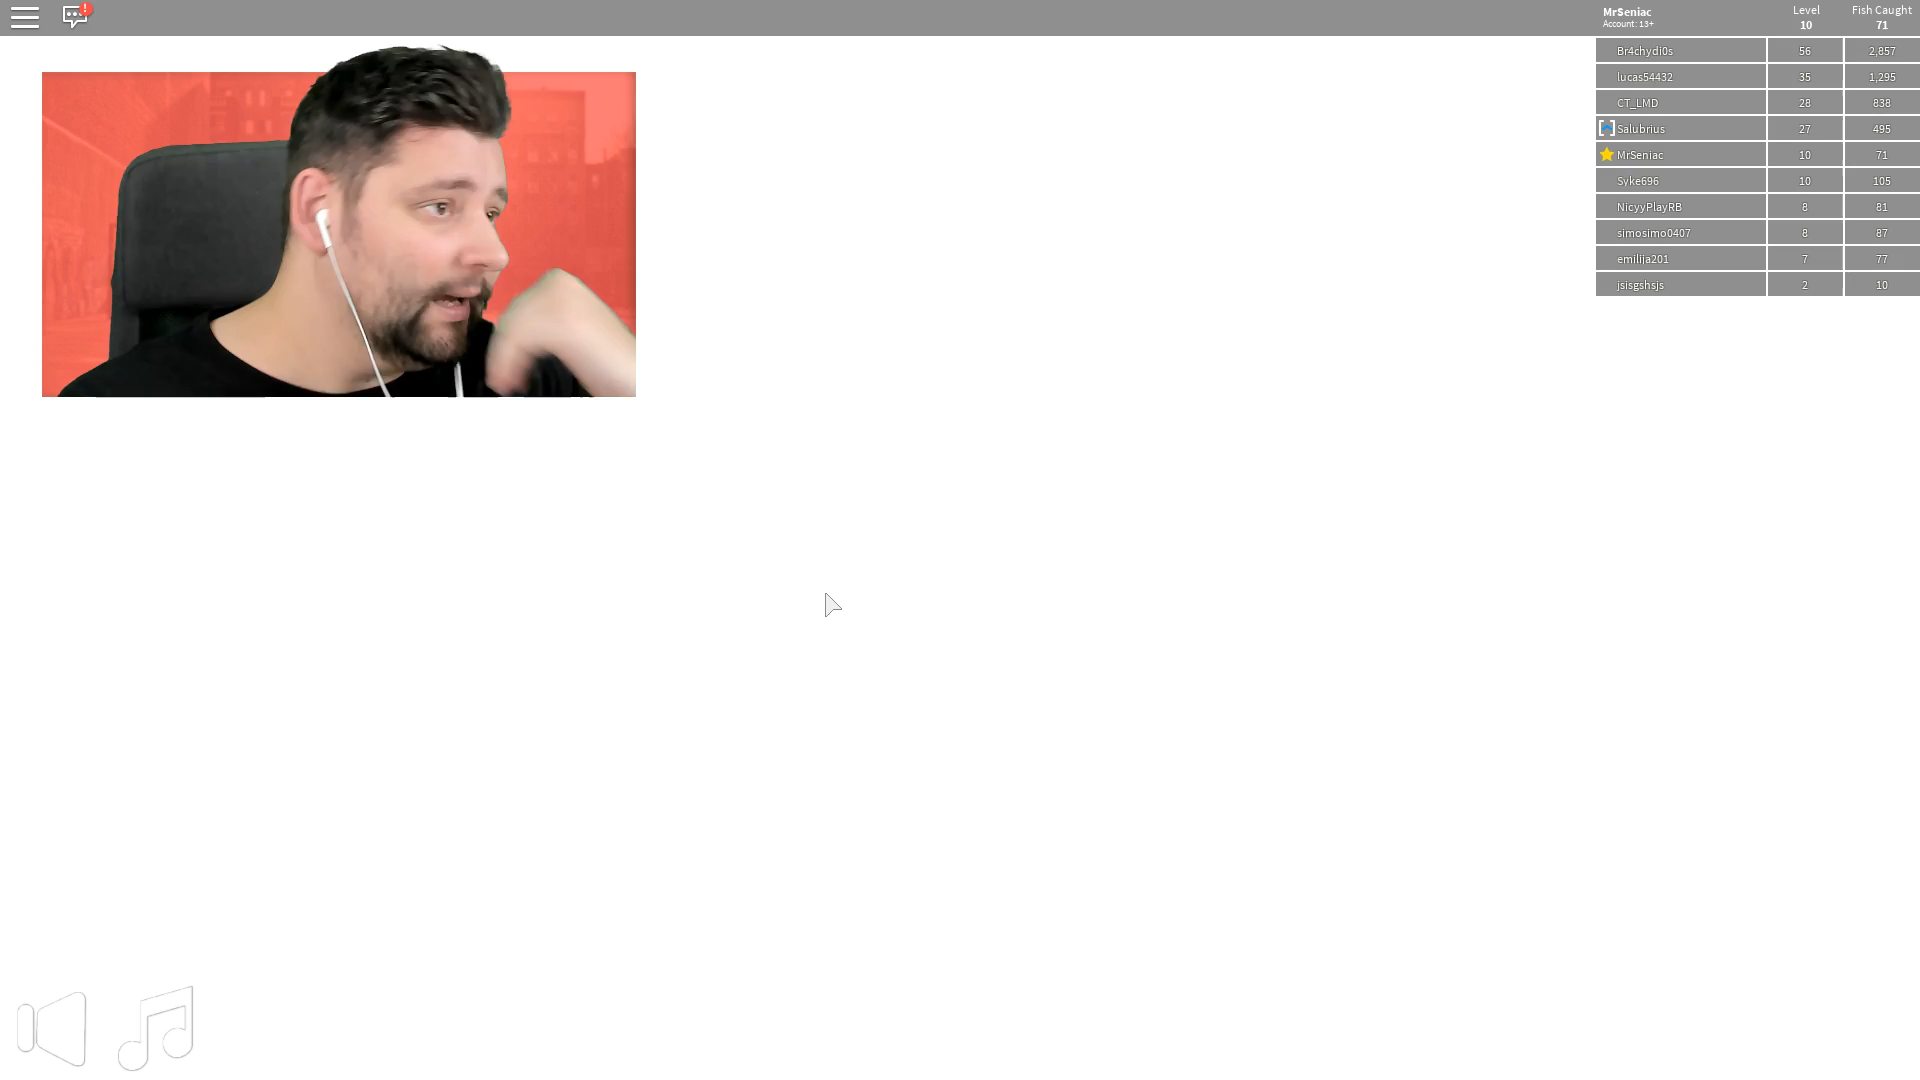 MrSeniac
Account: 13+
Level
10
Fish Caught
71
Br4chydi0s 56 2,857
lucas54432 35 1,295
CT_LMD 28 838
Salubrius 27 495
MrSeniac 10 71
Syke696 10 105
NicyyPlayRB 8 81
simosimo0407 8 87
emilija201 7 77
jsisgshsjs 2 10